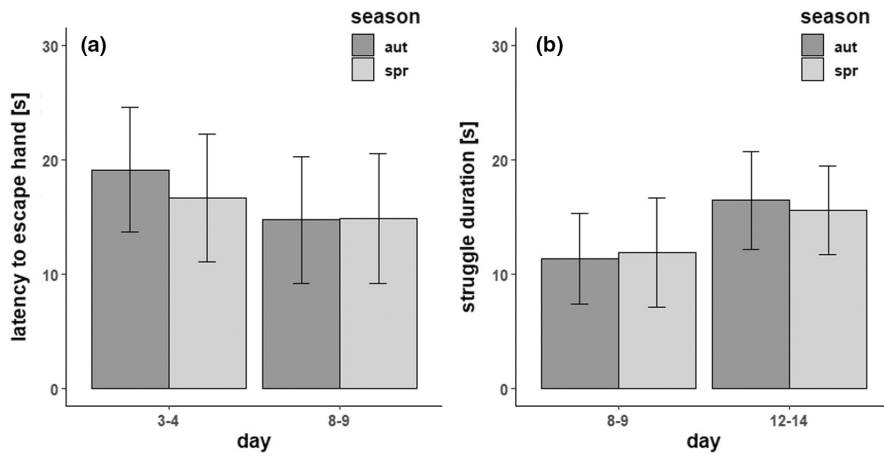 (a)
season
aut
spr
latency to escape hand [s]
30
20
10
0
3-4
8-9
day
(b)
season
aut
spr
struggle duration [s]
30
20
10
0
8-9
12-14
day